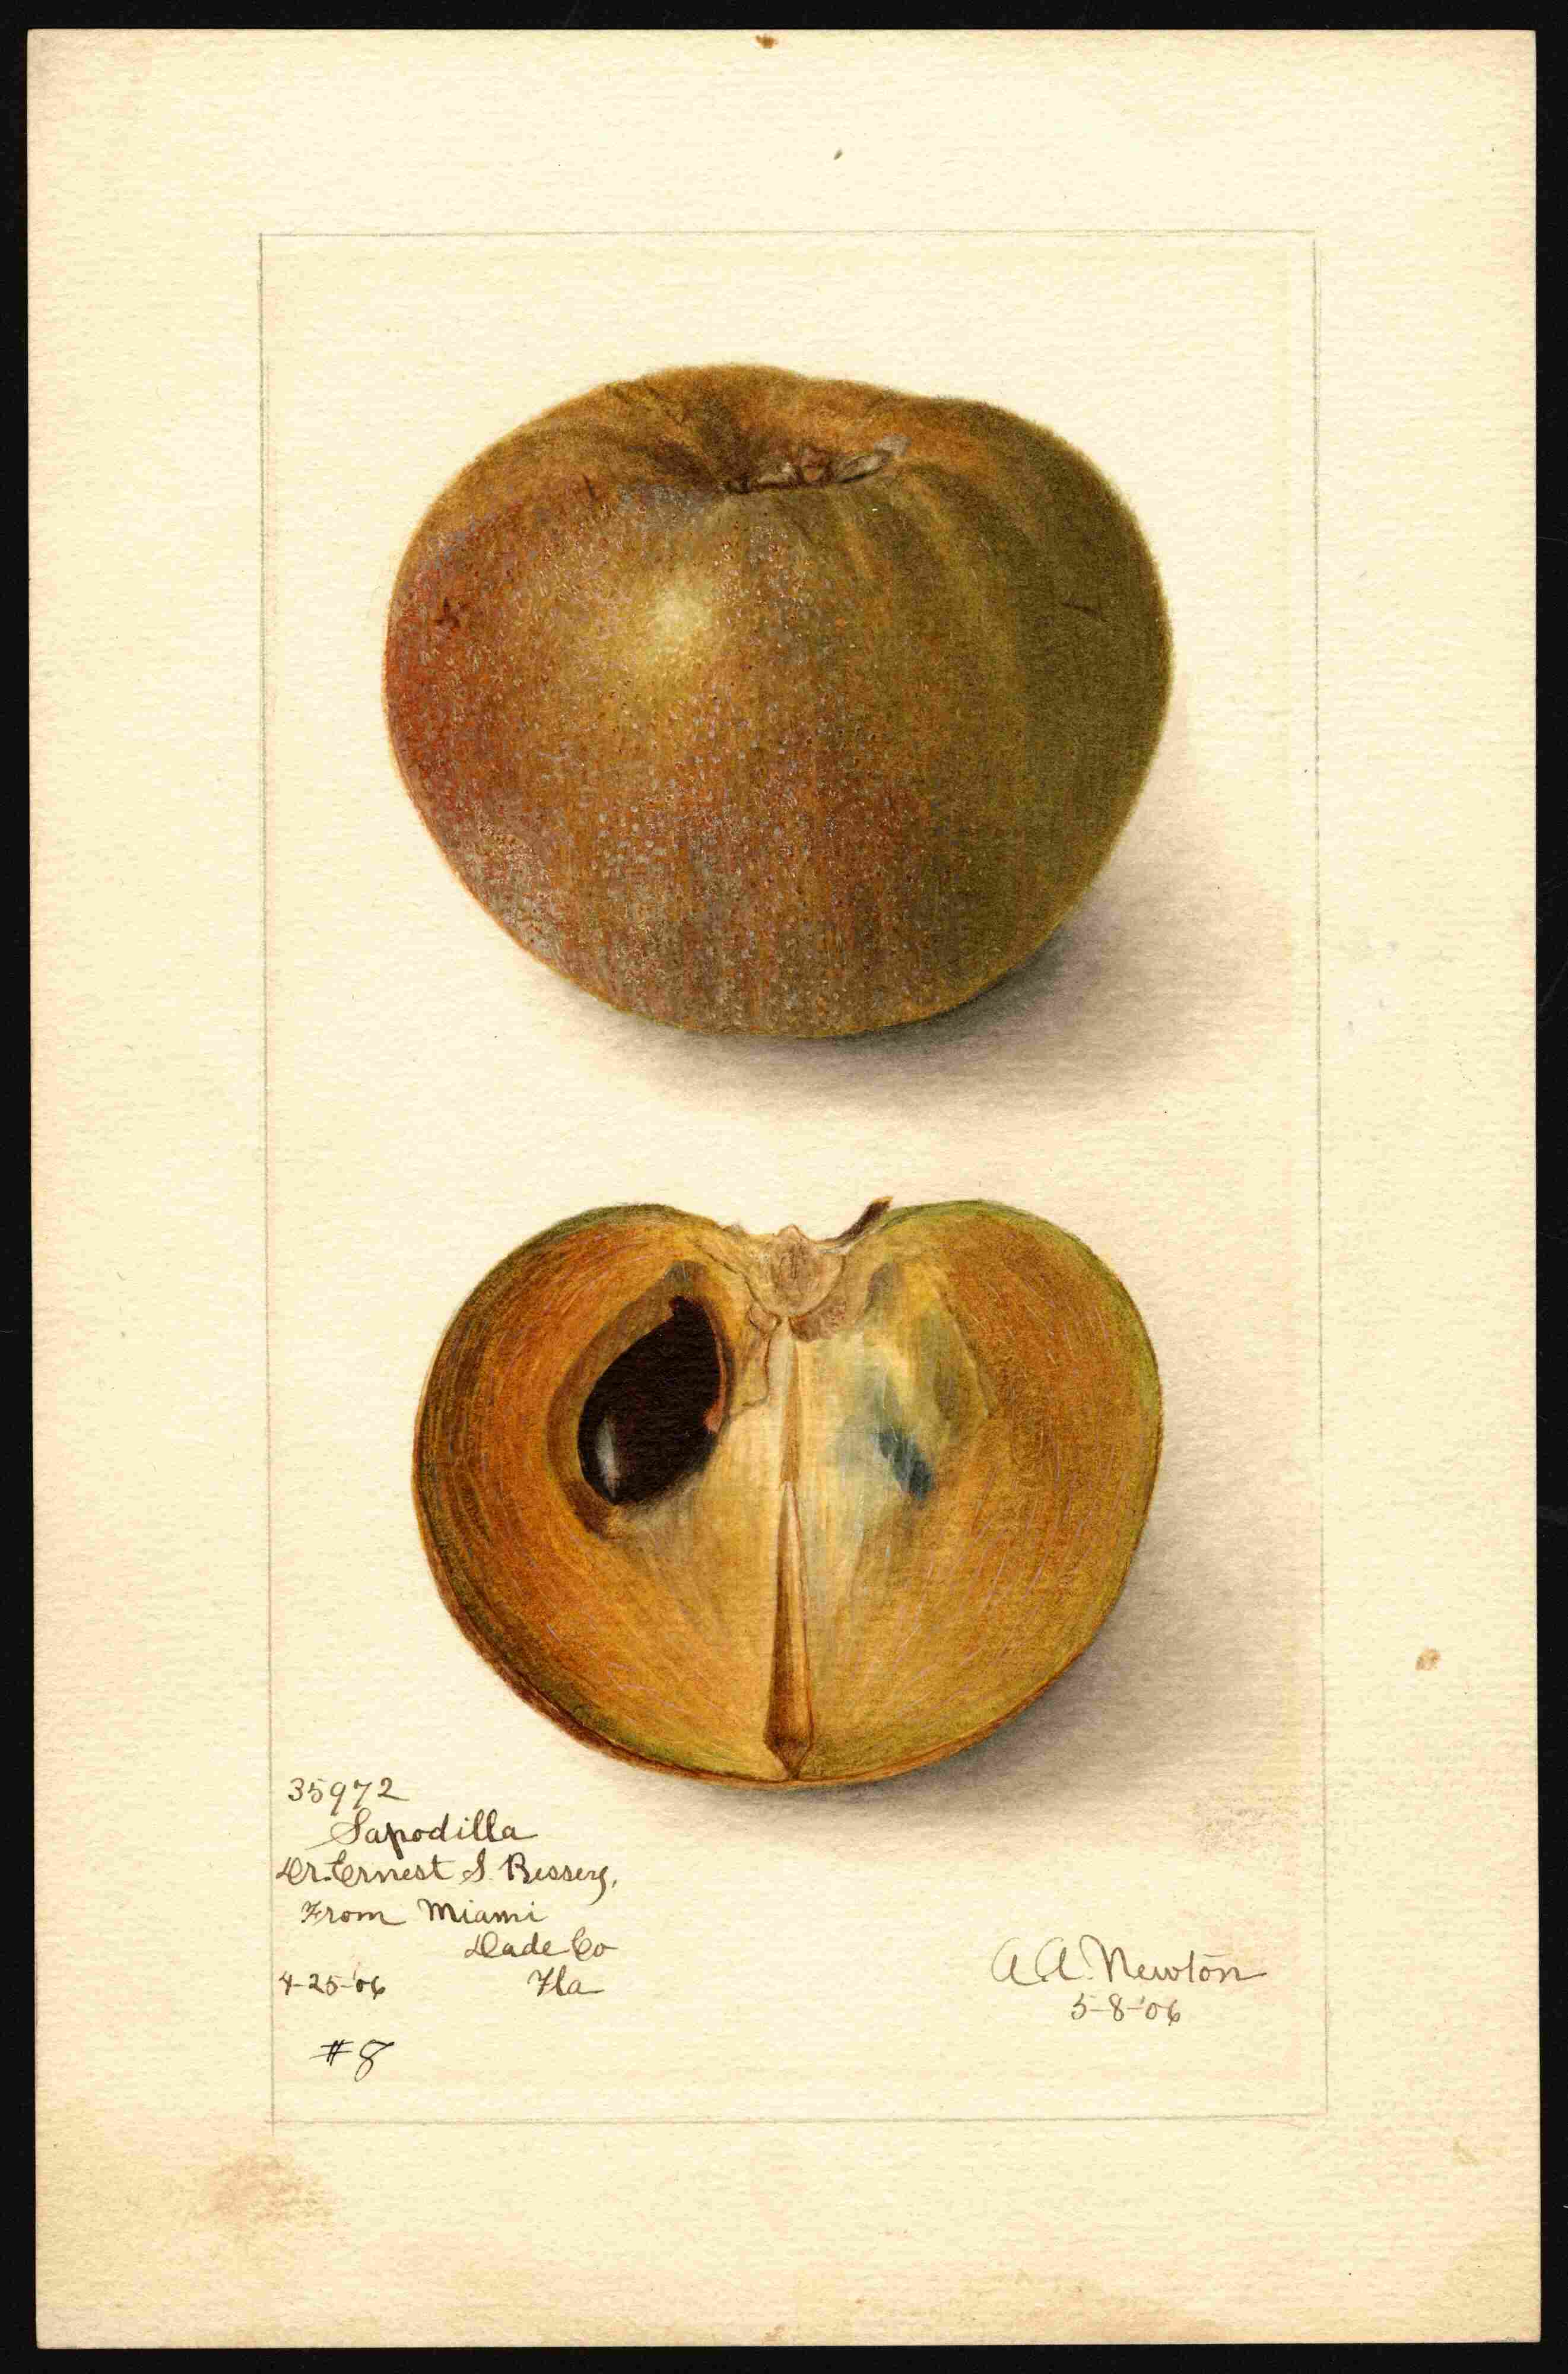 35972
Sapodilla
Dr. Ernest S. Bessey,
From Miami
Dade Co
4-25-'06 Fla
#8
A.A. Newton
5-8-'06